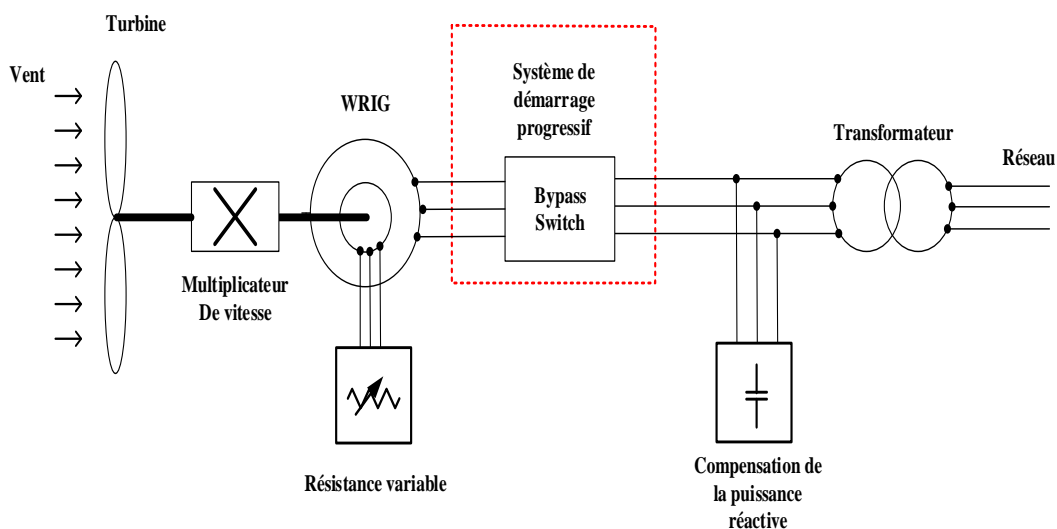 Turbine
Vent
WRIG
Système de
démarrage
progressif
Bypass
Switch
Transformateur
Réseau
Multiplicateur
De vitesse
Résistance variable
Compensation de
la puissance
réactive